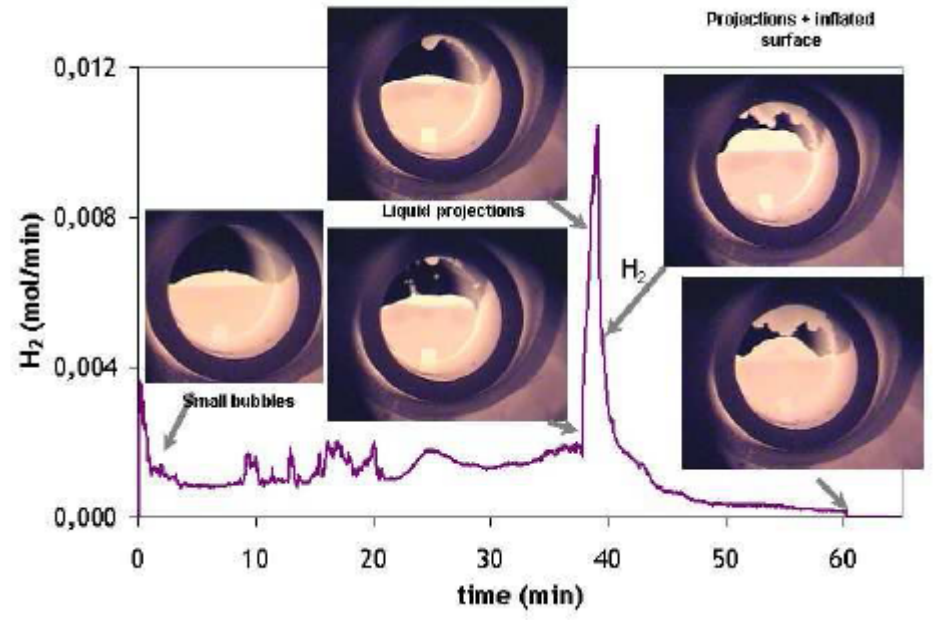 Projections + inflated
surface
0,012
0,008
0,004
0,000
H2 (mol/min)
Liquid projections
H2
Small bubbles
0
10
20
30
40
50
60
time (min)